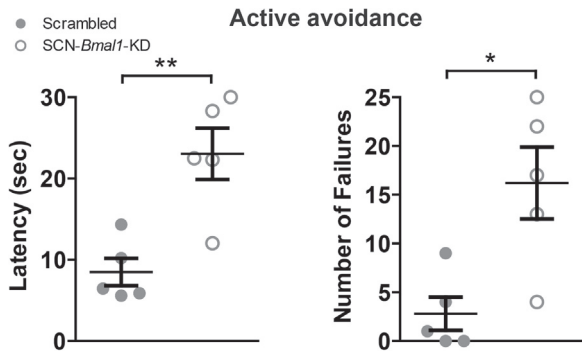 Active avoidance
Scrambled
SCN-Bmal1-KD
**
30
20
10
0
Latency (sec)
*
25
20
15
10
5
0
Number of Failures